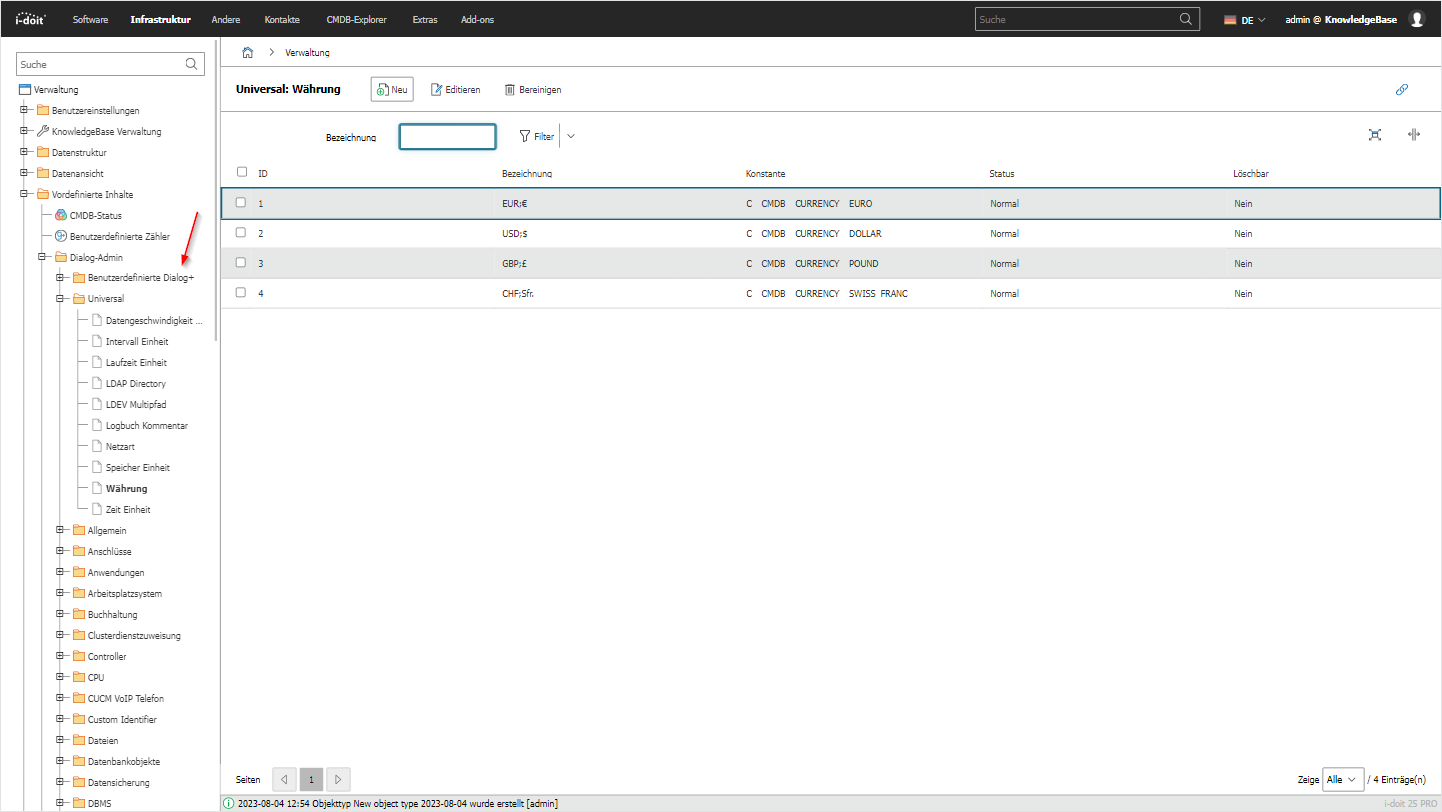 i-doit Software Infrastruktur Andere Kontakte CMDB-Explorer Extras Add-ons Suche DE admin @ KnowledgeBase
Suche
Verwaltung
Benutzereinstellungen
KnowledgeBase Verwaltung
Datenstruktur
Datenansicht
Vordefinierte Inhalte
CMDB-Status
Benutzerdefinierte Zähler
Dialog-Admin
Benutzerdefinierte Dialog+
Universal
Datengeschwindigkeit ...
Intervall Einheit
Laufzeit Einheit
LDAP Directory
LDEV Multipfad
Logbuch Kommentar
Netzart
Speicher Einheit
Währung
Zeit Einheit
Allgemein
Anschlüsse
Anwendungen
Arbeitsplatzsystem
Buchhaltung
Clusterdienstzuweisung
Controller
CPU
CUCM VoIP Telefon
Custom Identifier
Dateien
Datenbankobjekte
Datensicherung
DBMS
Verwaltung
Universal: Währung Neu Editieren Bereinigen
Bezeichnung Filter
ID Bezeichnung Konstante Status Löschbar
1 EUR;€ C CMDB CURRENCY EURO Normal Nein
2 USD;$ C CMDB CURRENCY DOLLAR Normal Nein
3 GBP;£ C CMDB CURRENCY POUND Normal Nein
4 CHF;Sfr. C CMDB CURRENCY SWISS FRANC Normal Nein
Seiten 1 Zeige Alle / 4 Einträge(n)
2023-08-04 12:54 Objekttyp New object type 2023-08-04 wurde erstellt [admin] i-doit 25 PRO